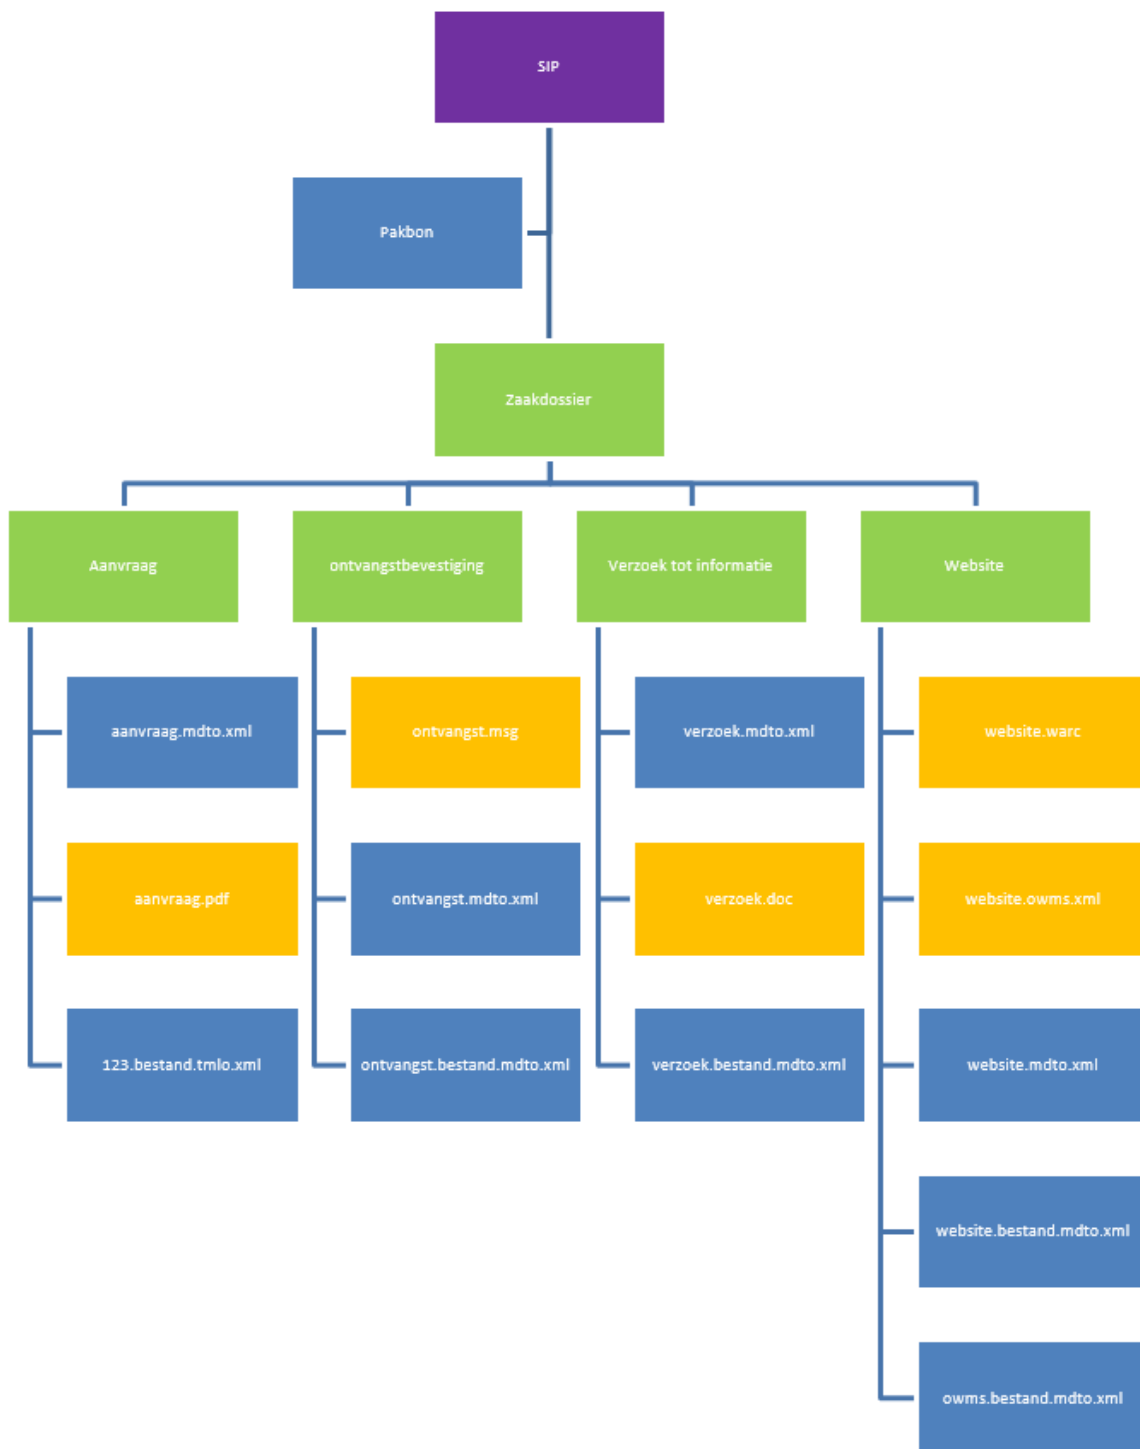 SIP
Pakbon
Zaakdossier
Aanvraag
ontvangstbevestiging
Verzoek tot informatie
Website
aanvraag.mdto.xml
ontvangst.msg
verzoek.mdto.xml
website.warc
aanvraag.pdf
ontvangst.mdto.xml
verzoek.doc
website.owms.xml
123.bestand.tmlo.xml
ontvangst.bestand.mdto.xml
verzoek.bestand.mdto.xml
website.mdto.xml
website.bestand.mdto.xml
owms.bestand.mdto.xml